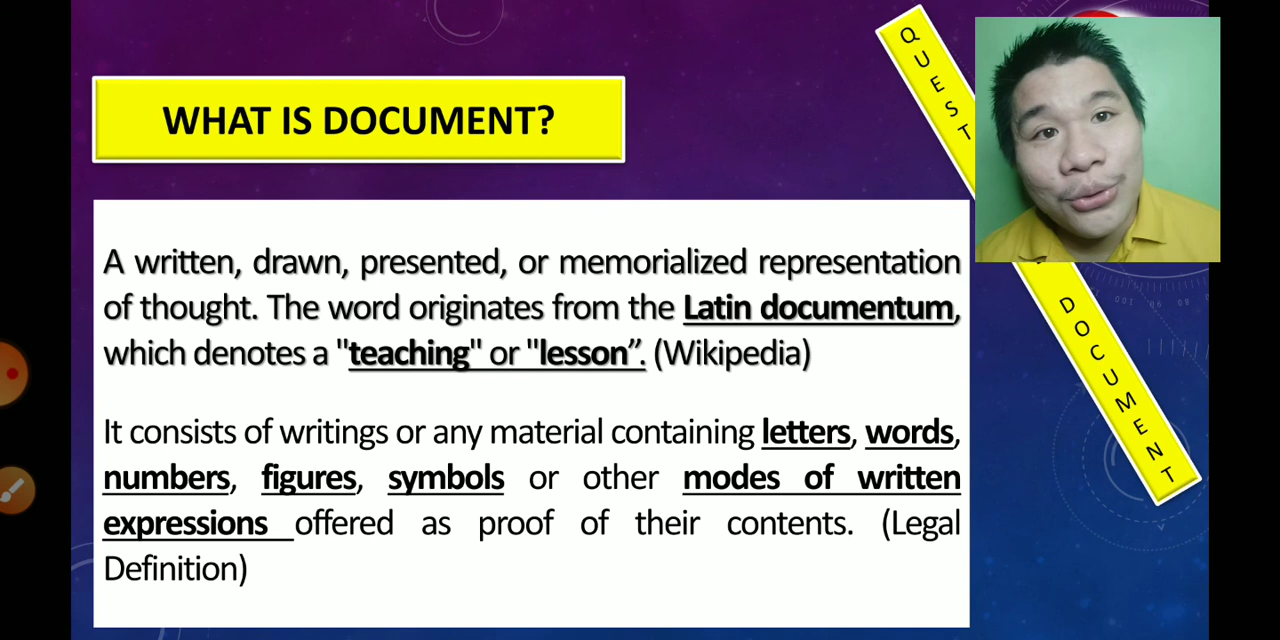 WHAT IS DOCUMENT?
A written, drawn, presented, or memorialized representation
of thought. The word originates from the Latin documentum,
which denotes a "teaching" or "lesson”. (Wikipedia)
It consists of writings or any material containing letters, words,
numbers, figures, symbols or other modes of written
expressions offered as proof of their contents. (Legal
Definition)
QUEST
DOCUMENT